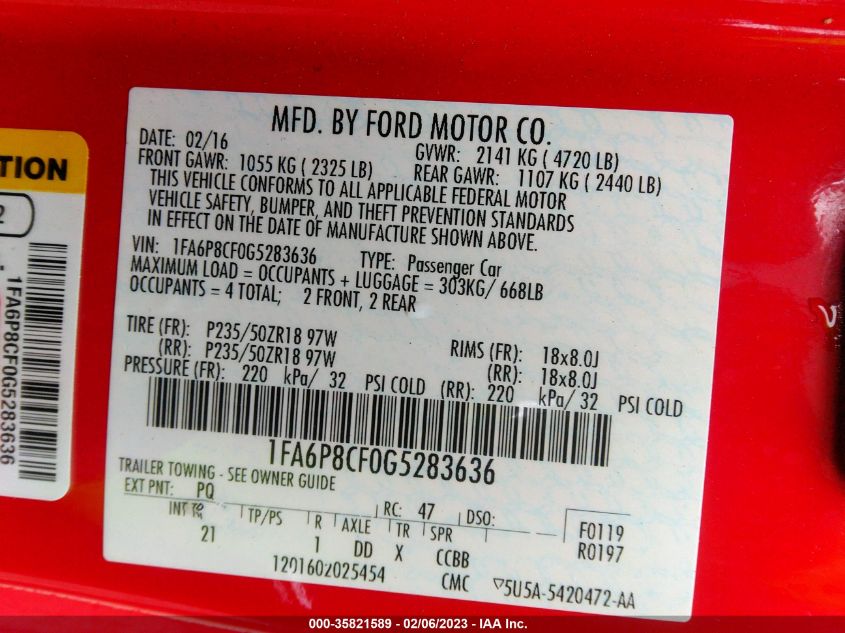 MFD. BY FORD MOTOR CO.
DATE: 02/16 GVWR: 2141 KG ( 4720 LB)
FRONT GAWR: 1055 KG ( 2325 LB) REAR GAWR: 1107 KG ( 2440 LB)
THIS VEHICLE CONFORMS TO ALL APPLICABLE FEDERAL MOTOR
VEHICLE SAFETY, BUMPER, AND THEFT PREVENTION STANDARDS
IN EFFECT ON THE DATE OF MANUFACTURE SHOWN ABOVE.
VIN: 1FA6P8CF0G5283636 TYPE: Passenger Car
MAXIMUM LOAD = OCCUPANTS + LUGGAGE = 303KG/ 668LB
OCCUPANTS = 4 TOTAL; 2 FRONT, 2 REAR
TIRE (FR): P235/50ZR18 97W RIMS (FR): 18x8.0J
(RR): P235/50ZR18 97W (RR): 18x8.0J
PRESSURE (FR): 220 kPa/ 32 PSI COLD (RR): 220 kPa/ 32 PSI COLD
1FA6P8CF0G5283636
TRAILER TOWING - SEE OWNER GUIDE
EXT PNT: PQ RC: 47 DSO: F0119
INT TR TP/PS R AXLE TR SPR R0197
21 1 DD X CCBB
1201602025454 CMC 5U5A-5420472-AA
TION
2
1FA6P8CF0G5283636
V
000-35821589 - 02/06/2023 - IAA Inc.